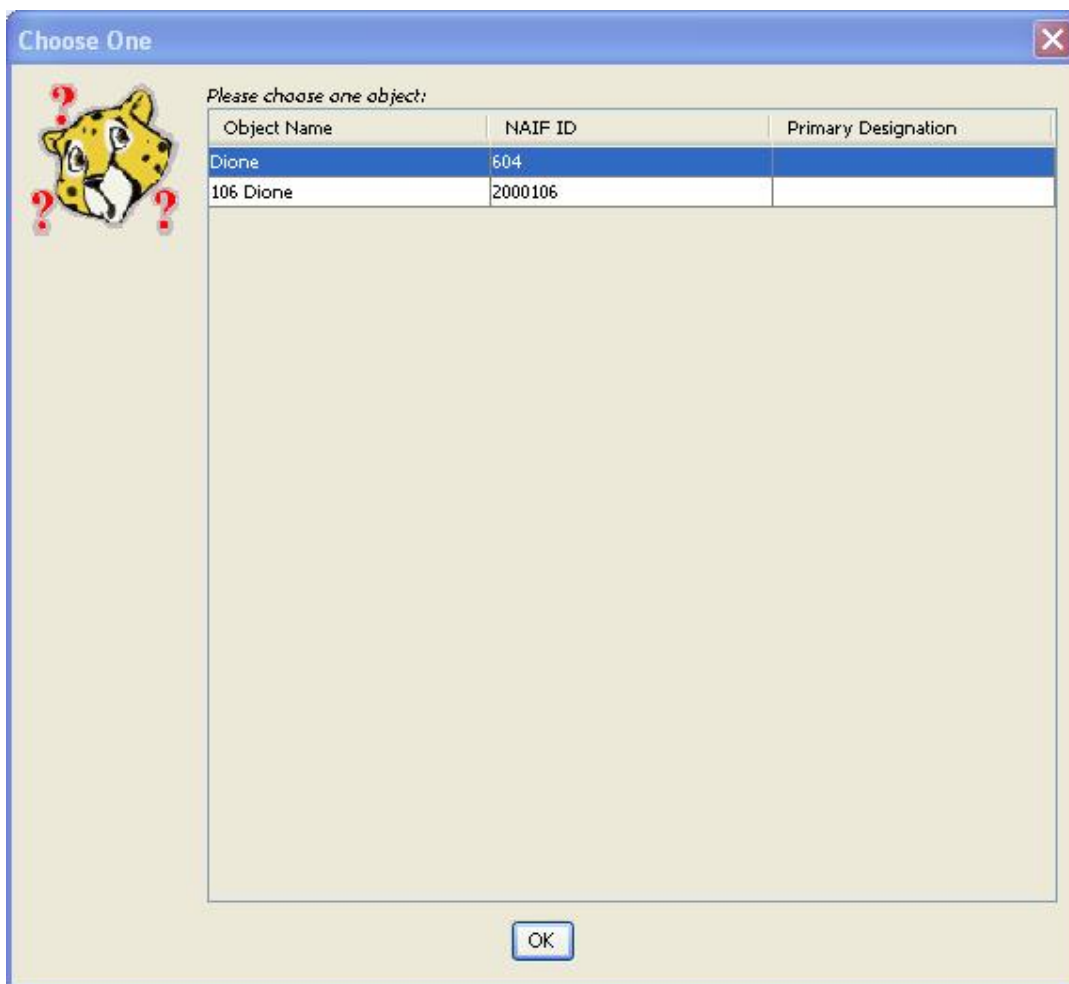 Choose One
Please choose one object:
Object Name NAIF ID Primary Designation
Dione 604
106 Dione 2000106
OK